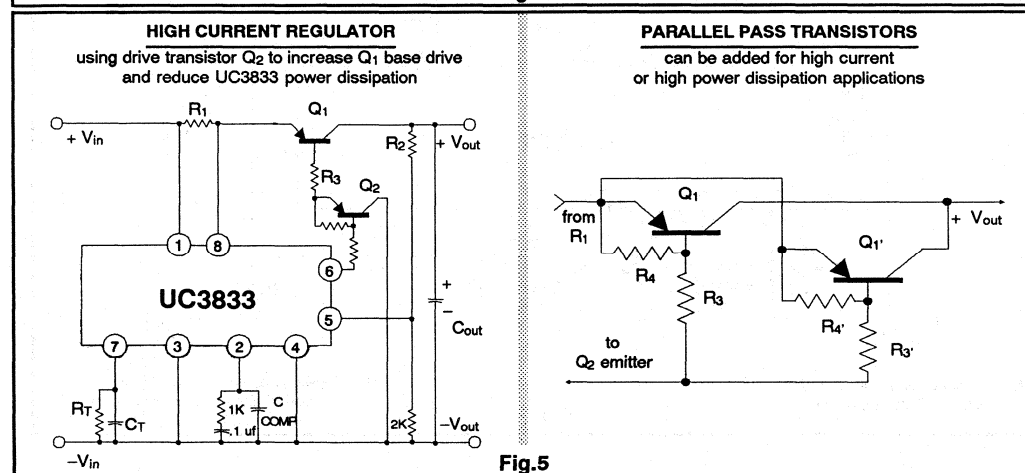 HIGH CURRENT REGULATOR
using drive transistor Q2 to increase Q1 base drive
and reduce UC3833 power dissipation
R1
Q1
+ Vin
R2
+ Vout
R3
Q2
1
8
6
UC3833
5
+
–
Cout
7
3
2
4
RT
CT
1K
.1 uf
C
COMP
2K
–Vout
–Vin
PARALLEL PASS TRANSISTORS
can be added for high current
or high power dissipation applications
Q1
from
R1
+ Vout
Q1'
R4
R3
R4'
R3'
to
Q2 emitter
Fig.5